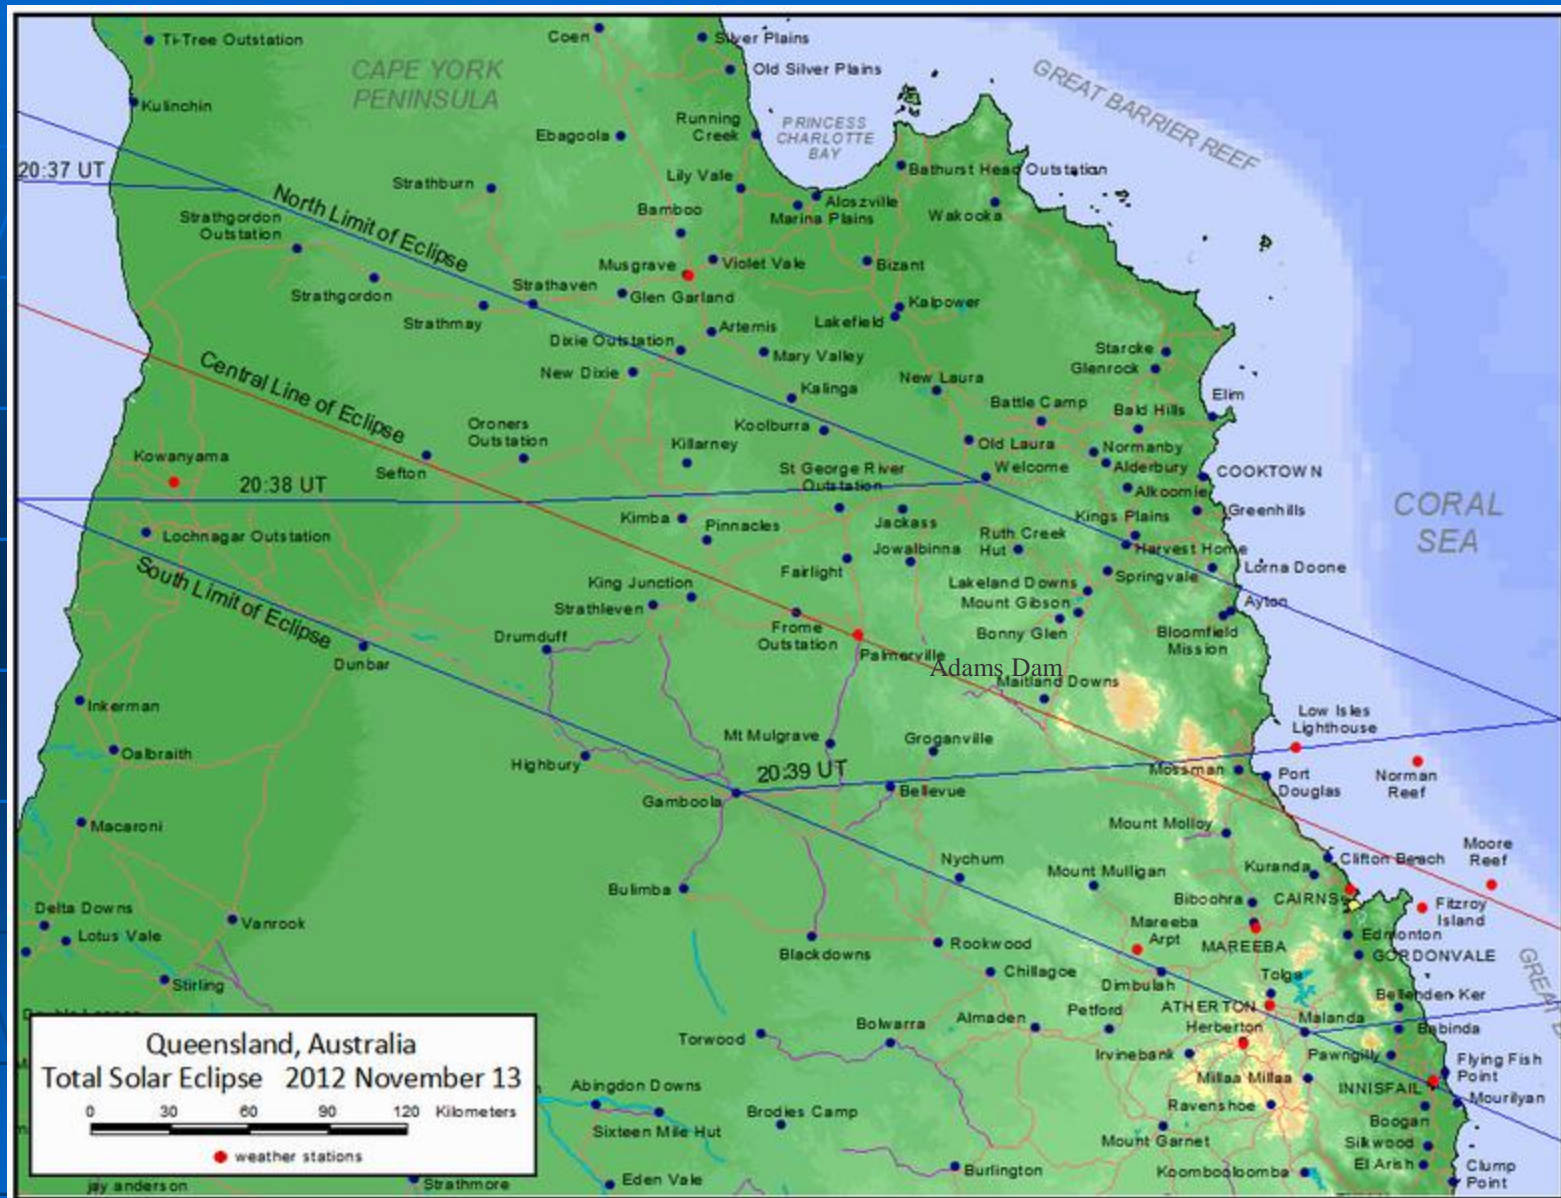 Ti-Tree Outstation
Coen
Silver Plains
CAPE YORK
PENINSULA
Old Silver Plains
GREAT BARRIER REEF
Kulinchin
Running
Creek
PRINCESS
CHARLOTTE
BAY
Ebagoola
20:37 UT
Lily Vale
Bathurst Head Outstation
Strathburn
North Limit of Eclipse
Aloszville
Marina Plains
Wakooka
Bamboo
Strathgordon
Outstation
Musgrave
Violet Vale
Bizant
Strathgordon
Strathaven
Glen Garland
Kalpower
Strathmay
Lakefield
Artemis
Dixie Outstation
Mary Valley
Starcke
Glenrock
Central Line of Eclipse
New Dixie
New Laura
Kalinga
Elim
Battle Camp
Bald Hills
Oroners
Outstation
Koolburra
Kowanyama
Killarney
Old Laura
Normanby
Sefton
St George River
Outstation
Welcome
Alderbury
COOKTOWN
20:38 UT
Alkoomie
Kimba
Pinnacles
Jackass
Kings Plains
Greenhills
Lochnagar Outstation
Ruth Creek
Hut
Jowalbinna
Harvest Home
South Limit of Eclipse
Fairlight
Springvale
Lorna Doone
King Junction
Lakeland Downs
Strathleven
Mount Gibson
Ayton
Drumduff
Frome
Outstation
Bonny Glen
Bloomfield
Mission
Dunbar
Palmerville
Adams Dam
Maitland Downs
Inkerman
Low Isles
Lighthouse
CORAL
SEA
Mt Mulgrave
Groganville
Oalbraith
Highbury
20:39 UT
Mossman
Port
Douglas
Norman
Reef
Gamboola
Bellevue
Macaroni
Mount Molloy
Moore
Reef
Nychum
Mount Mulligan
Kuranda
Clifton Beach
Bulimba
Biboohra
CAIRNS
Fitzroy
Island
Delta Downs
Vanrook
Mareeba
Arpt
Lotus Vale
Rookwood
MAREEBA
Edmonton
Blackdowns
GORDONVALE
Chillagoe
Dimbulah
Tolga
Stirling
Bellenden Ker
ATHERTON
Petford
Almaden
Bolwarra
Malanda
Babinda
Torwood
Herberton
Irvinebank
Pawngilly
Flying Fish
Point
Queensland, Australia
Total Solar Eclipse 2012 November 13
0 30 60 90 120 Kilometers
weather stations
Abingdon Downs
Millaa Millaa
INNISFAIL
Mourilyan
Sixteen Mile Hut
Brodies Camp
Ravenshoe
Boogan
Mount Garnet
Silkwood
Burlington
Koombooloomba
El Arish
Clump
Point
jay anderson
Strathmore
Eden Vale